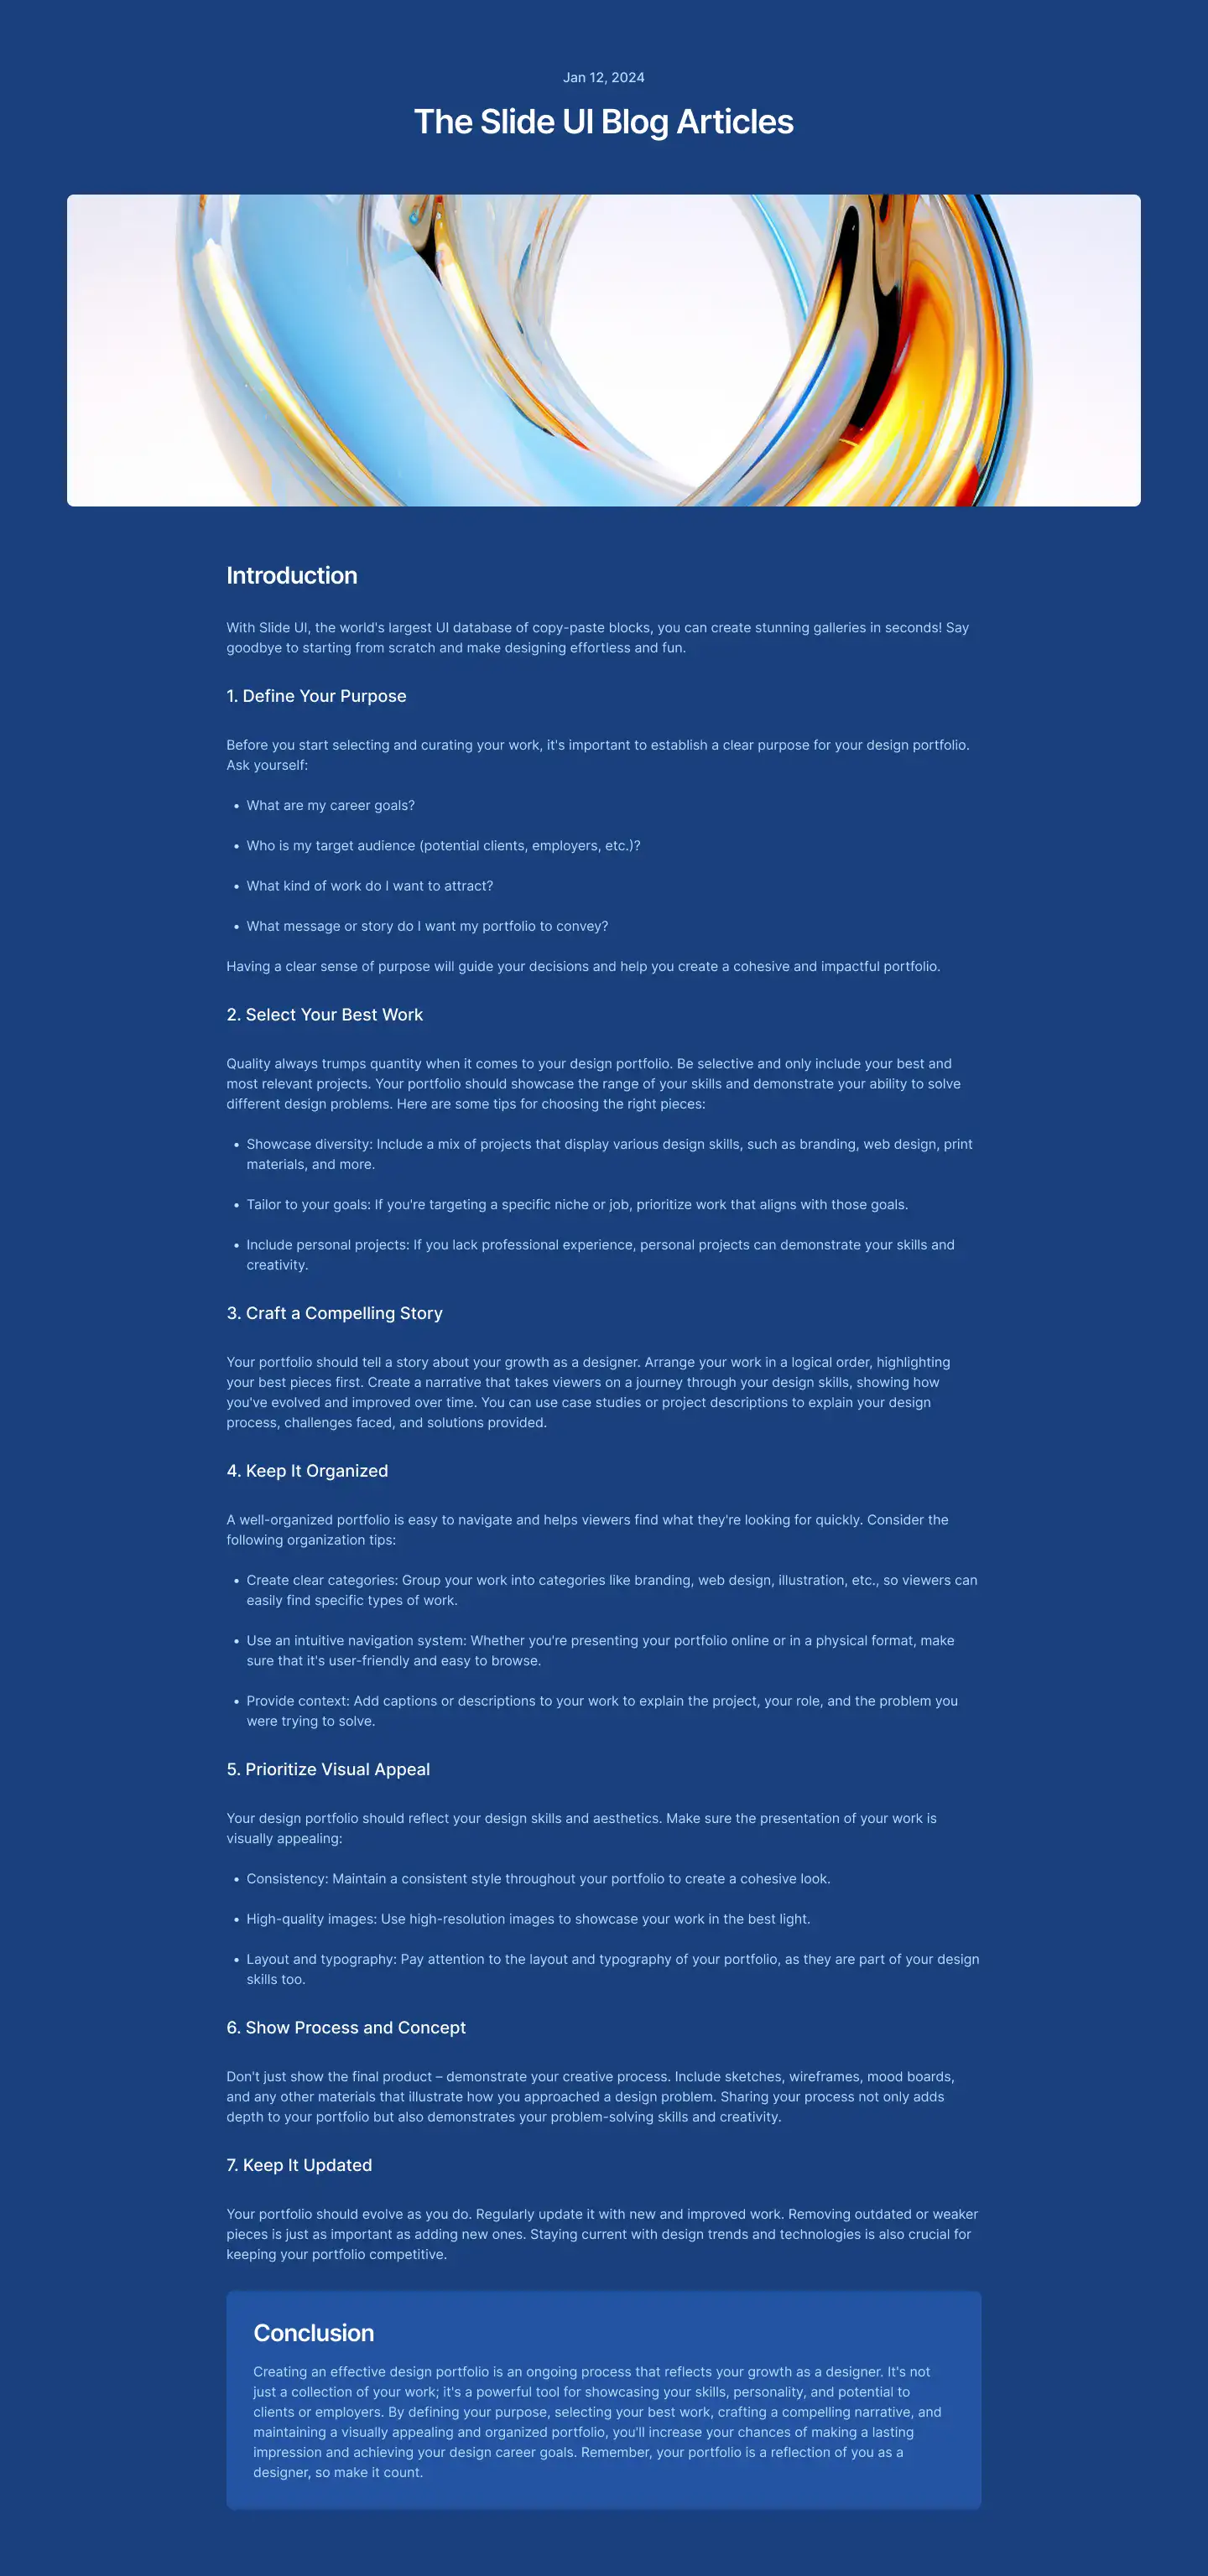 Jan 12, 2024
The Slide UI Blog Articles
Introduction
With Slide UI, the world's largest UI database of copy-paste blocks, you can create stunning galleries in seconds! Say
goodbye to starting from scratch and make designing effortless and fun.
1. Define Your Purpose
Before you start selecting and curating your work, it's important to establish a clear purpose for your design portfolio.
Ask yourself:
• What are my career goals?
• Who is my target audience (potential clients, employers, etc.)?
• What kind of work do I want to attract?
• What message or story do I want my portfolio to convey?
Having a clear sense of purpose will guide your decisions and help you create a cohesive and impactful portfolio.
2. Select Your Best Work
Quality always trumps quantity when it comes to your design portfolio. Be selective and only include your best and
most relevant projects. Your portfolio should showcase the range of your skills and demonstrate your ability to solve
different design problems. Here are some tips for choosing the right pieces:
• Showcase diversity: Include a mix of projects that display various design skills, such as branding, web design, print
materials, and more.
• Tailor to your goals: If you're targeting a specific niche or job, prioritize work that aligns with those goals.
• Include personal projects: If you lack professional experience, personal projects can demonstrate your skills and
creativity.
3. Craft a Compelling Story
Your portfolio should tell a story about your growth as a designer. Arrange your work in a logical order, highlighting
your best pieces first. Create a narrative that takes viewers on a journey through your design skills, showing how
you've evolved and improved over time. You can use case studies or project descriptions to explain your design
process, challenges faced, and solutions provided.
4. Keep It Organized
A well-organized portfolio is easy to navigate and helps viewers find what they're looking for quickly. Consider the
following organization tips:
• Create clear categories: Group your work into categories like branding, web design, illustration, etc., so viewers can
easily find specific types of work.
• Use an intuitive navigation system: Whether you're presenting your portfolio online or in a physical format, make
sure that it's user-friendly and easy to browse.
• Provide context: Add captions or descriptions to your work to explain the project, your role, and the problem you
were trying to solve.
5. Prioritize Visual Appeal
Your design portfolio should reflect your design skills and aesthetics. Make sure the presentation of your work is
visually appealing:
• Consistency: Maintain a consistent style throughout your portfolio to create a cohesive look.
• High-quality images: Use high-resolution images to showcase your work in the best light.
• Layout and typography: Pay attention to the layout and typography of your portfolio, as they are part of your design
skills too.
6. Show Process and Concept
Don't just show the final product – demonstrate your creative process. Include sketches, wireframes, mood boards,
and any other materials that illustrate how you approached a design problem. Sharing your process not only adds
depth to your portfolio but also demonstrates your problem-solving skills and creativity.
7. Keep It Updated
Your portfolio should evolve as you do. Regularly update it with new and improved work. Removing outdated or weaker
pieces is just as important as adding new ones. Staying current with design trends and technologies is also crucial for
keeping your portfolio competitive.
Conclusion
Creating an effective design portfolio is an ongoing process that reflects your growth as a designer. It's not
just a collection of your work; it's a powerful tool for showcasing your skills, personality, and potential to
clients or employers. By defining your purpose, selecting your best work, crafting a compelling narrative, and
maintaining a visually appealing and organized portfolio, you'll increase your chances of making a lasting
impression and achieving your design career goals. Remember, your portfolio is a reflection of you as a
designer, so make it count.